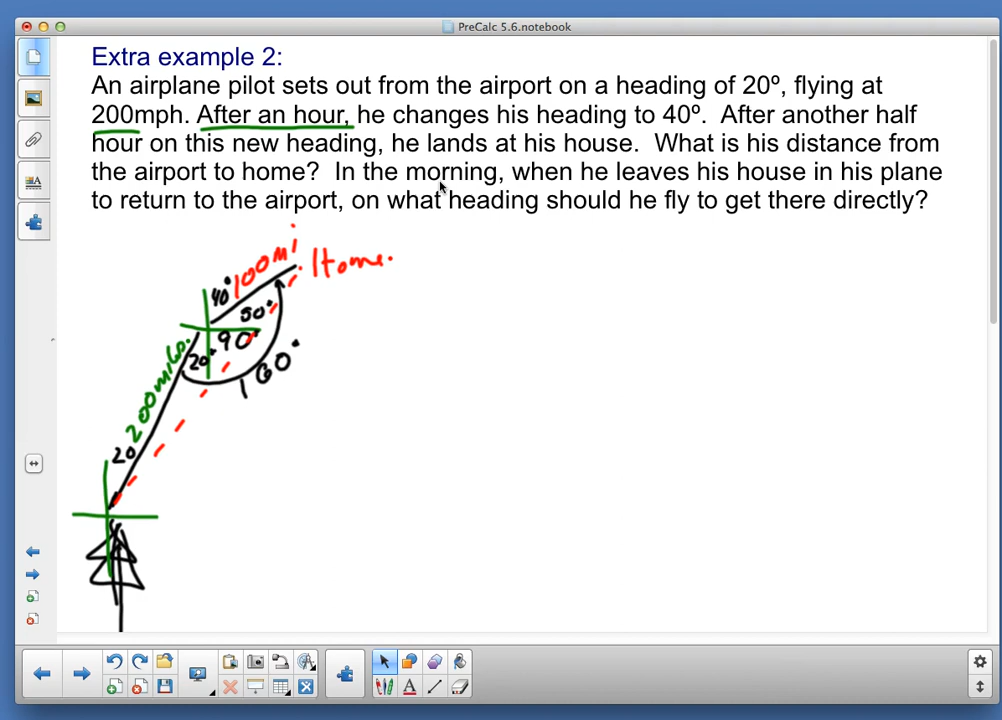 PreCalc 5.6.notebook
Extra example 2:
An airplane pilot sets out from the airport on a heading of 20º, flying at
200mph. After an hour, he changes his heading to 40º. After another half
hour on this new heading, he lands at his house. What is his distance from
the airport to home? In the morning, when he leaves his house in his plane
to return to the airport, on what heading should he fly to get there directly?
100mi
Home.
40°
50°
90°
20°
160°
200miles.
20